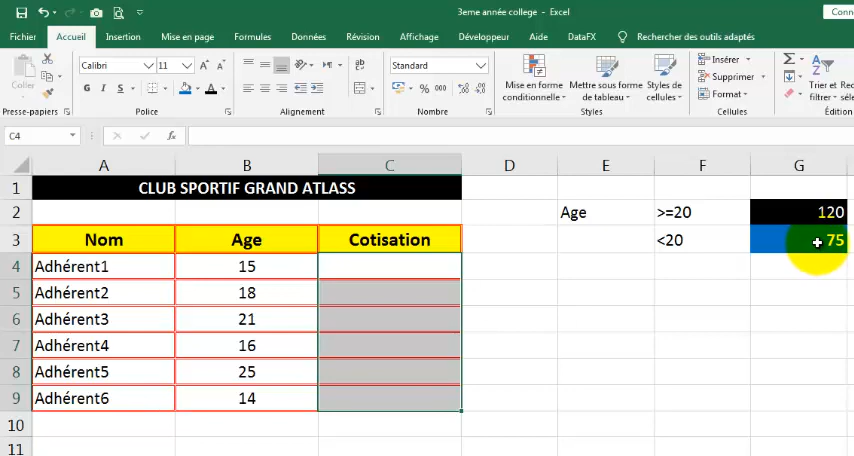 3eme année college - Excel
Conn
Fichier Accueil Insertion Mise en page Formules Données Révision Affichage Développeur Aide DataFX Rechercher des outils adaptés
Coller
Calibri 11
G I S
ab
Standard
% 000
Mise en forme conditionnelle
Mettre sous forme de tableau
Styles de cellules
Insérer
Supprimer
Format
Trier et filtrer
Presse-papiers Police Alignement Nombre Styles Cellules Édition
C4 fx
A B C D E F G
1 CLUB SPORTIF GRAND ATLASS
2 Age >=20 120
3 Nom Age Cotisation <20 75
4 Adhérent1 15
5 Adhérent2 18
6 Adhérent3 21
7 Adhérent4 16
8 Adhérent5 25
9 Adhérent6 14
10
11